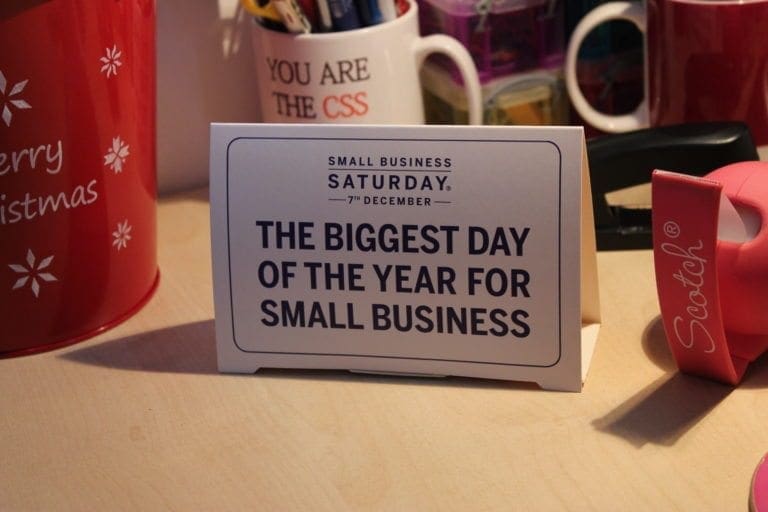 YOU ARE
THE CSS
erry
ristmas
SMALL BUSINESS
SATURDAY®
7TH DECEMBER
THE BIGGEST DAY
OF THE YEAR FOR
SMALL BUSINESS
Scotch®